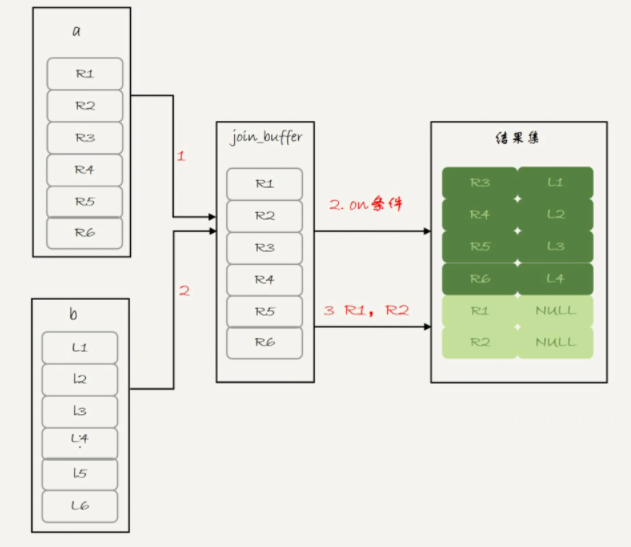 a
R1
R2
R3
R4
R5
R6
1
b
L1
L2
L3
L4
L5
L6
2
join_buffer
R1
R2
R3
R4
R5
R6
2. on条件
3 R1, R2
结果集
R3 L1
R4 L2
R5 L3
R6 L4
R1 NULL
R2 NULL